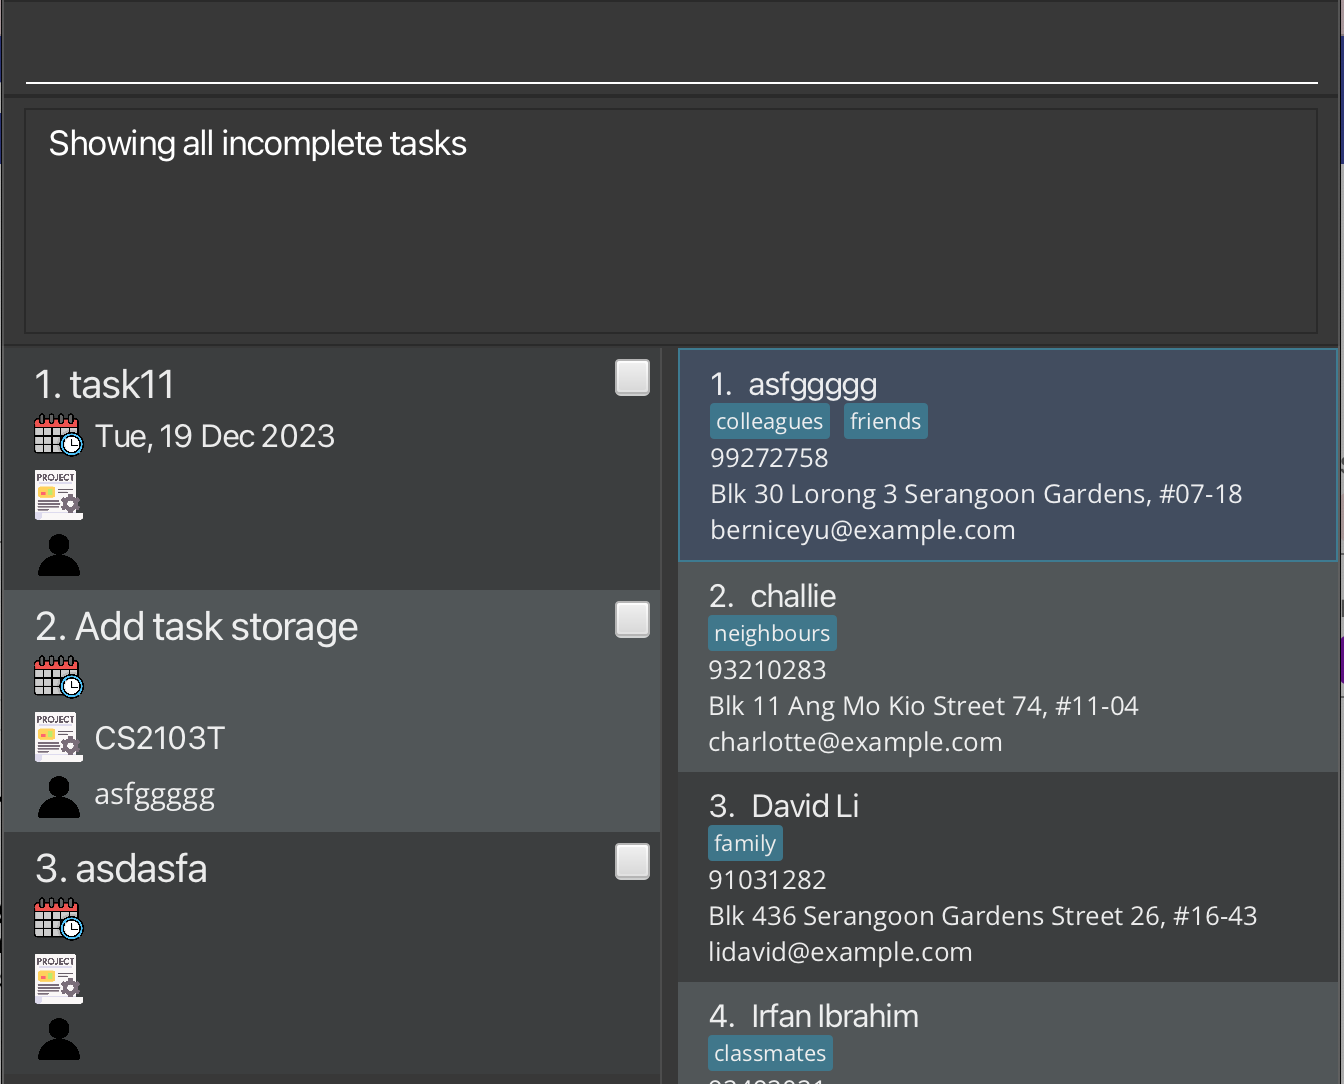 Showing all incomplete tasks
1. task11
Tue, 19 Dec 2023
PROJECT
2. Add task storage
PROJECT
CS2103T
asfggggg
3. asdasfa
PROJECT
1. asfggggg
colleagues friends
99272758
Blk 30 Lorong 3 Serangoon Gardens, #07-18
berniceyu@example.com
2. challie
neighbours
93210283
Blk 11 Ang Mo Kio Street 74, #11-04
charlotte@example.com
3. David Li
family
91031282
Blk 436 Serangoon Gardens Street 26, #16-43
lidavid@example.com
4. Irfan Ibrahim
classmates